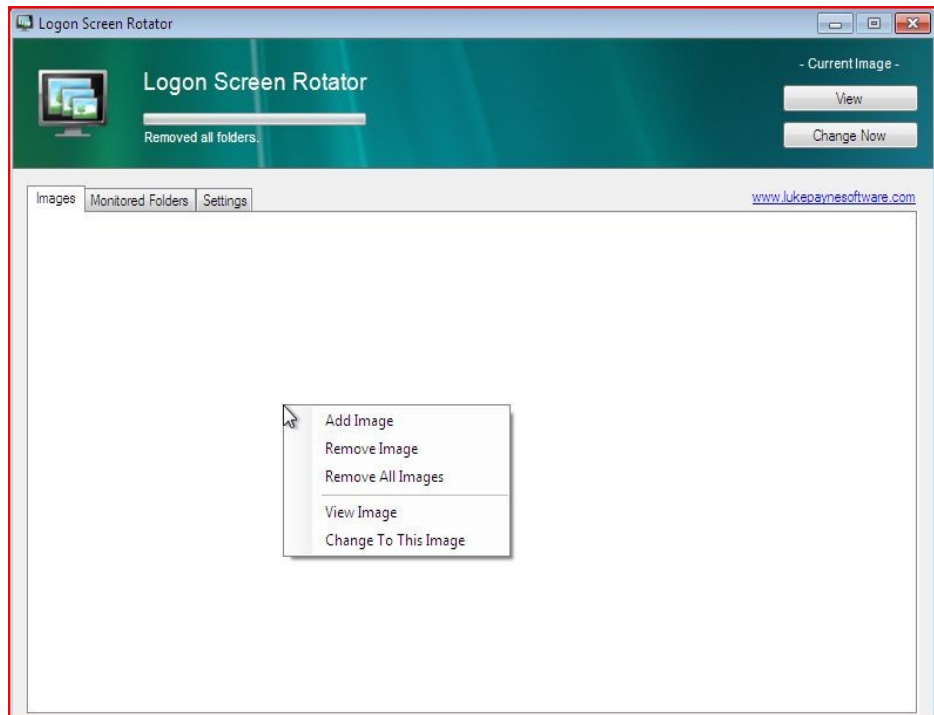 Logon Screen Rotator
- Current Image -
Logon Screen Rotator
View
Removed all folders.
Change Now
Images Monitored Folders Settings
www.lukepaynesoftware.com
Add Image
Remove Image
Remove All Images
View Image
Change To This Image